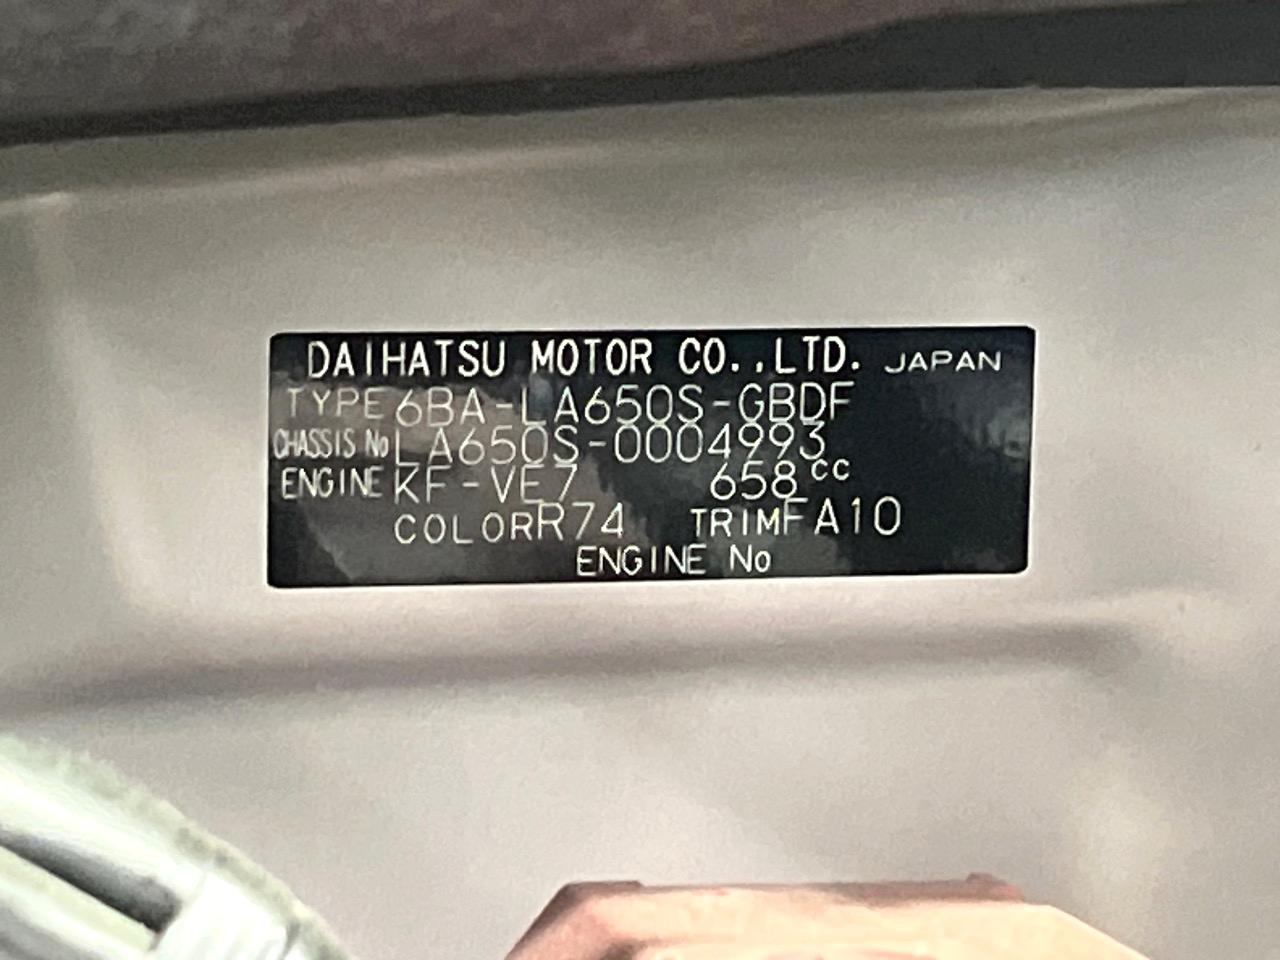 DAIHATSU MOTOR CO.,LTD. JAPAN
TYPE 6BA-LA650S-GBDF
CHASSIS No LA650S-0004993
ENGINE KF-VE7 658cc
COLOR R74 TRIM FA10
ENGINE No